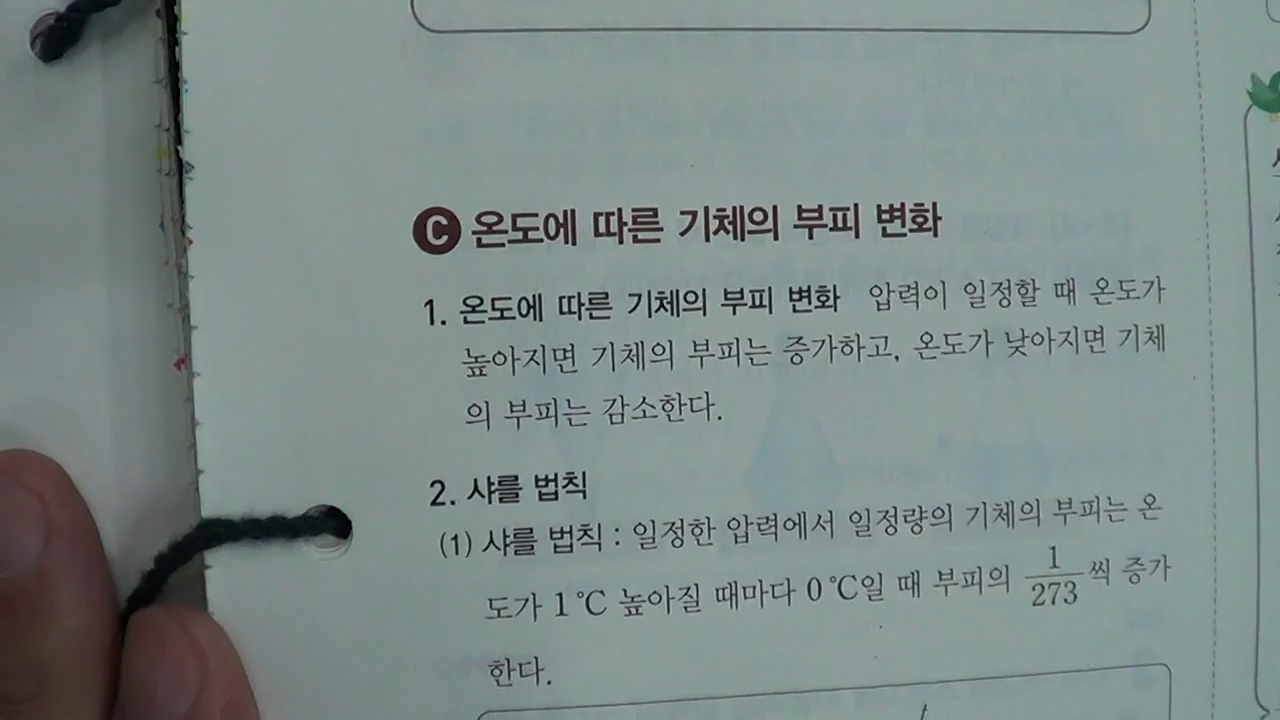 C 온도에 따른 기체의 부피 변화
1. 온도에 따른 기체의 부피 변화 압력이 일정할 때 온도가
높아지면 기체의 부피는 증가하고, 온도가 낮아지면 기체
의 부피는 감소한다.
2. 샤를 법칙
(1) 샤를 법칙 : 일정한 압력에서 일정량의 기체의 부피는 온
도가 1 ℃ 높아질 때마다 0 ℃일 때 부피의 1/273 씩 증가
한다.